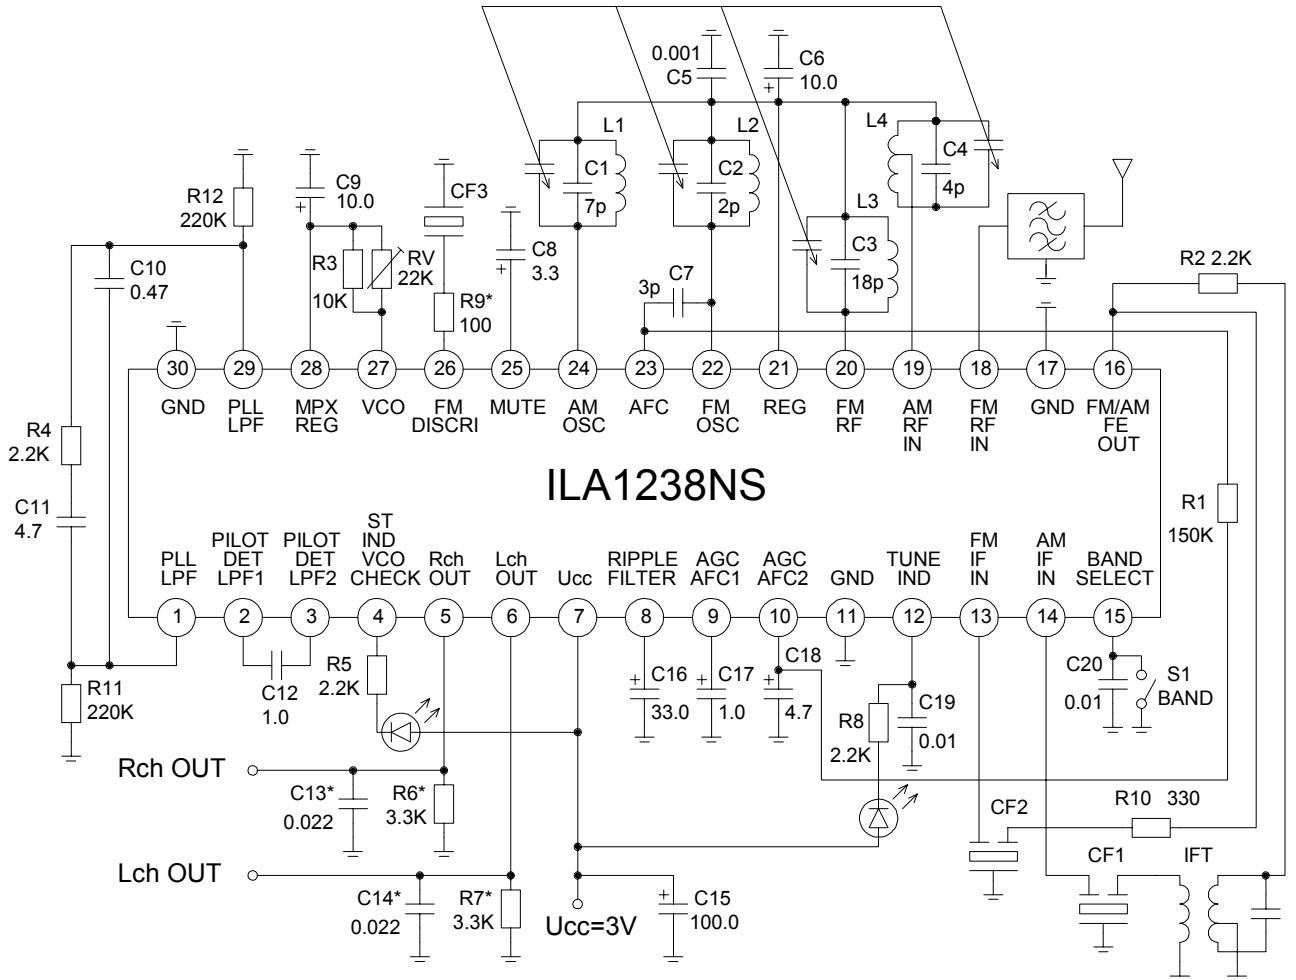 0.001
C5
C6
10.0
L1
L2
L4
C1
7p
C2
2p
C4
4p
L3
C3
18p
R12
220K
C9
10.0
CF3
C10
0.47
R3
10K
RV
22K
R9*
100
C8
3.3
C7
3p
R2 2.2K
30
29
28
27
26
25
24
23
22
21
20
19
18
17
16
GND
PLL
LPF
MPX
REG
VCO
FM
DISCRI
MUTE
AM
OSC
AFC
FM
OSC
REG
FM
RF
AM
RF
IN
FM
RF
IN
GND
FM/AM
FE
OUT
R4
2.2K
C11
4.7
ILA1238NS
R1
150K
PLL
LPF
PILOT
DET
LPF1
PILOT
DET
LPF2
ST
IND
VCO
CHECK
Rch
OUT
Lch
OUT
Ucc
RIPPLE
FILTER
AGC
AFC1
AGC
AFC2
GND
TUNE
IND
FM
IF
IN
AM
IF
IN
BAND
SELECT
1
2
3
4
5
6
7
8
9
10
11
12
13
14
15
R11
220K
C12
1.0
R5
2.2K
C16
33.0
C17
1.0
C18
4.7
R8
2.2K
C19
0.01
C20
0.01
S1
BAND
Rch OUT
C13*
0.022
R6*
3.3K
CF2
R10 330
Lch OUT
C14*
0.022
R7*
3.3K
Ucc=3V
C15
100.0
CF1
IFT